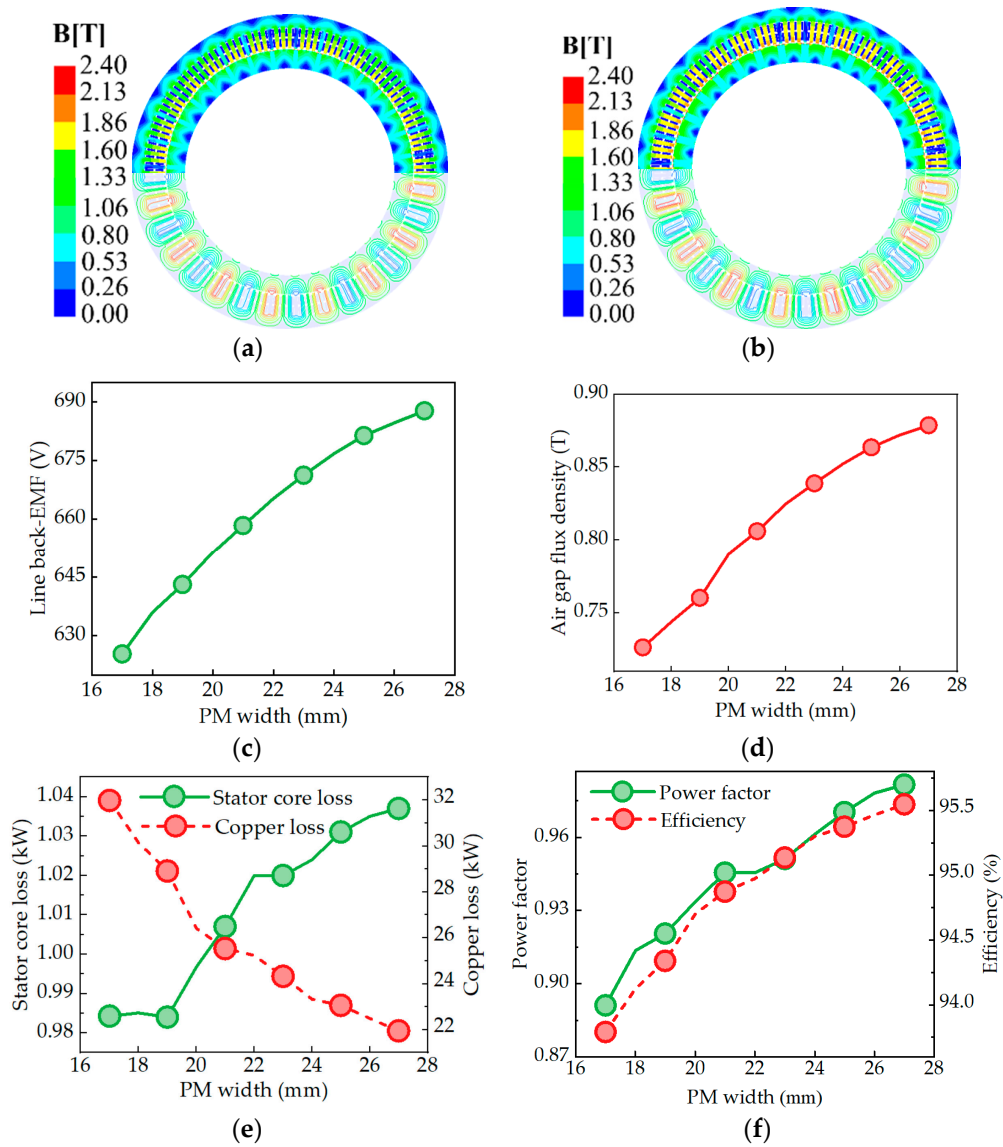 B[T]
2.40
2.13
1.86
1.60
1.33
1.06
0.80
0.53
0.00
(a)
B[T]
2.40
2.13
1.86
1.60
1.33
1.06
0.80
0.53
0.00
(b)
690
675
660
645
630
Line back-EMF (V)
16 18 20 22 24 26 28
PM width (mm)
(c)
0.90
0.85
0.80
0.75
Air gap flux density (T)
16 18 20 22 24 26 28
PM width (mm)
(d)
1.04
1.03
1.02
1.01
1.00
0.99
0.98
Stator core loss (kW)
Stator core loss
Copper loss
32
30
28
26
24
22
Copper loss (kW)
16 18 20 22 24 26 28
PM width (mm)
(e)
0.96
0.93
0.90
0.87
Power factor
Power factor
Efficiency
95.5
95.0
94.5
94.0
Efficiency (%)
16 18 20 22 24 26 28
PM width (mm)
(f)